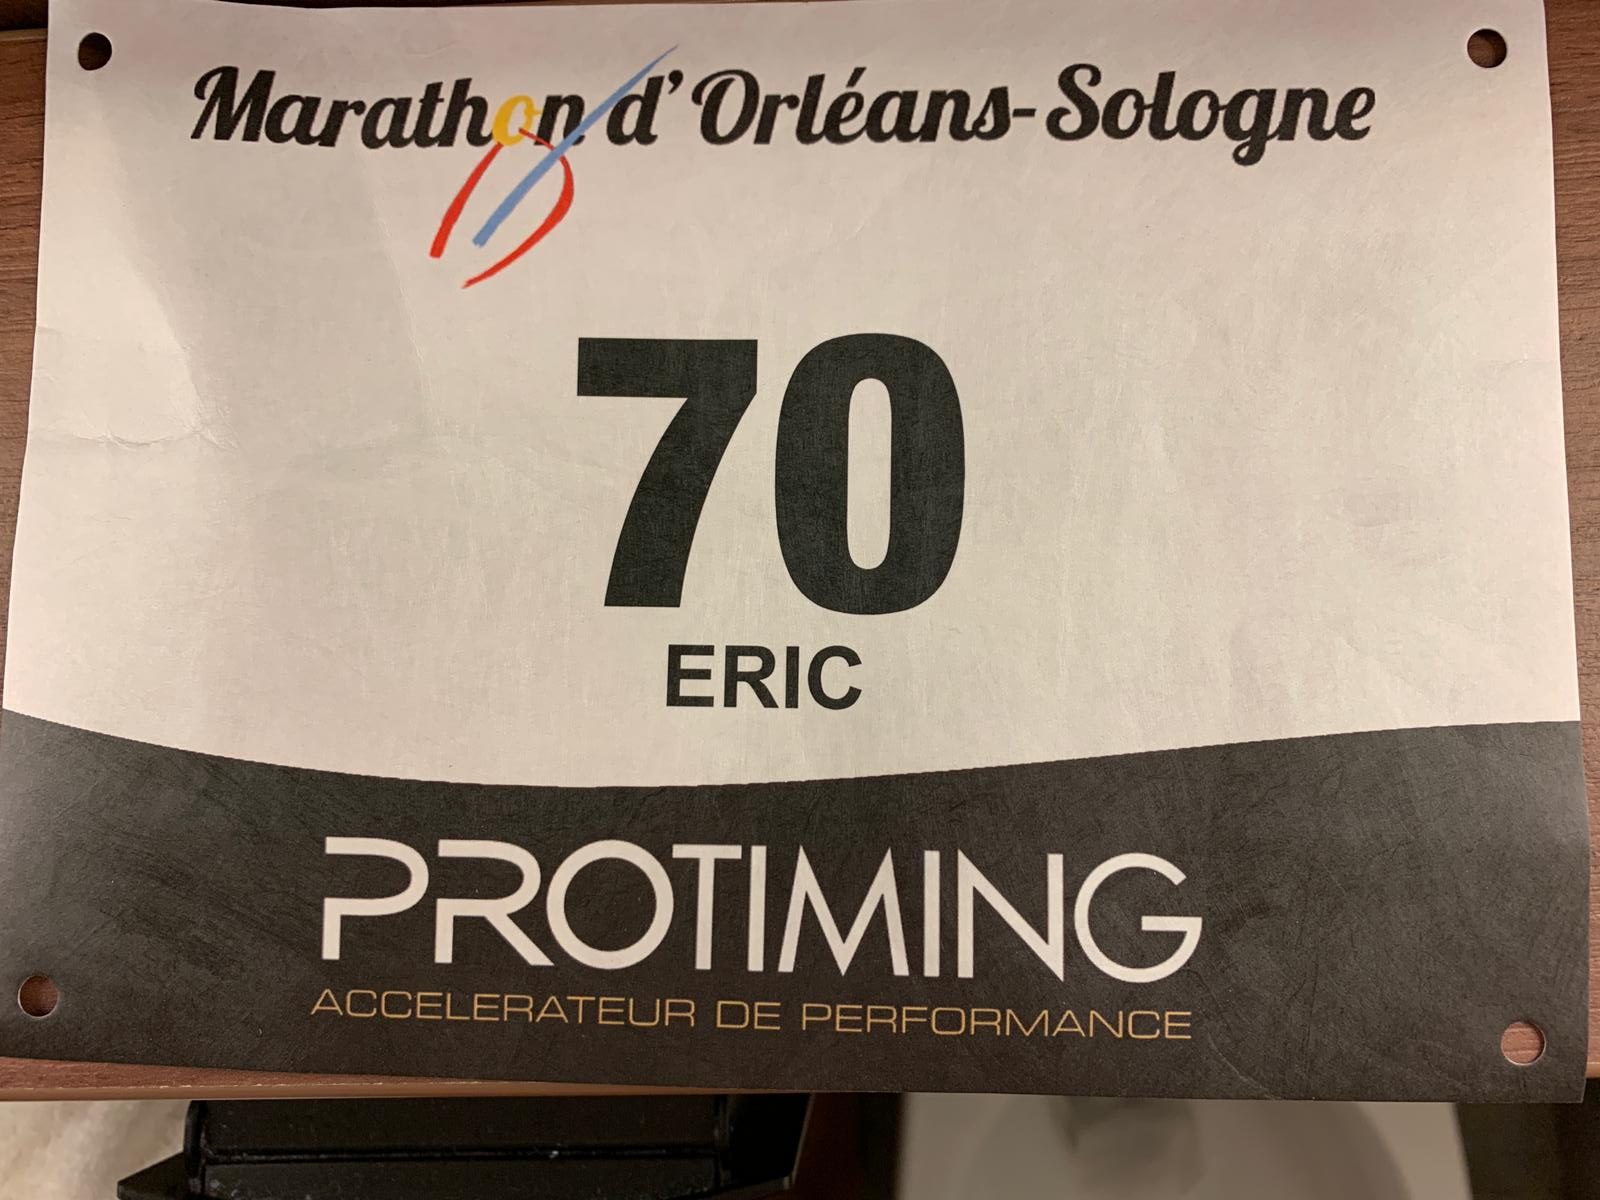 Marathon d'Orléans-Sologne
70
ERIC
PROTIMING
ACCELERATEUR DE PERFORMANCE